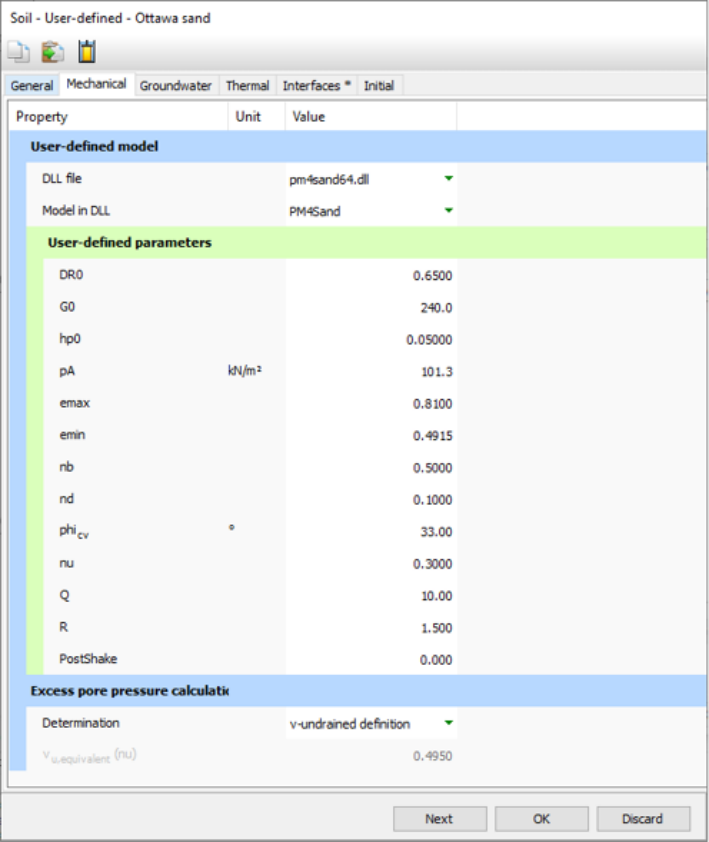 Soil - User-defined - Ottawa sand
General Mechanical Groundwater Thermal Interfaces * Initial
Property Unit Value
User-defined model
DLL file pm4sand64.dll
Model in DLL PM4Sand
User-defined parameters
DR0 0.6500
G0 240.0
hp0 0.05000
pA kN/m² 101.3
emax 0.8100
emin 0.4915
nb 0.5000
nd 0.1000
phicv ° 33.00
nu 0.3000
Q 10.00
R 1.500
PostShake 0.000
Excess pore pressure calculatic
Determination v-undrained definition
νu,equivalent (nu) 0.4950
Next OK Discard